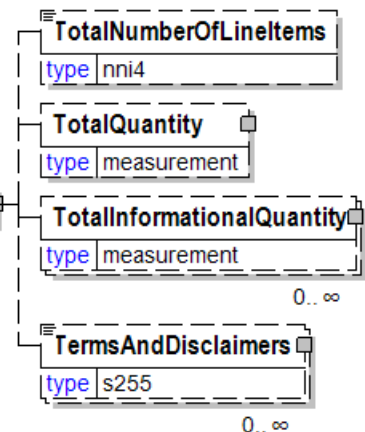 TotalNumberOfLineItems
type nni4
TotalQuantity
type measurement
TotalInformationalQuantity
type measurement
0.. ∞
TermsAndDisclaimers
type s255
0.. ∞